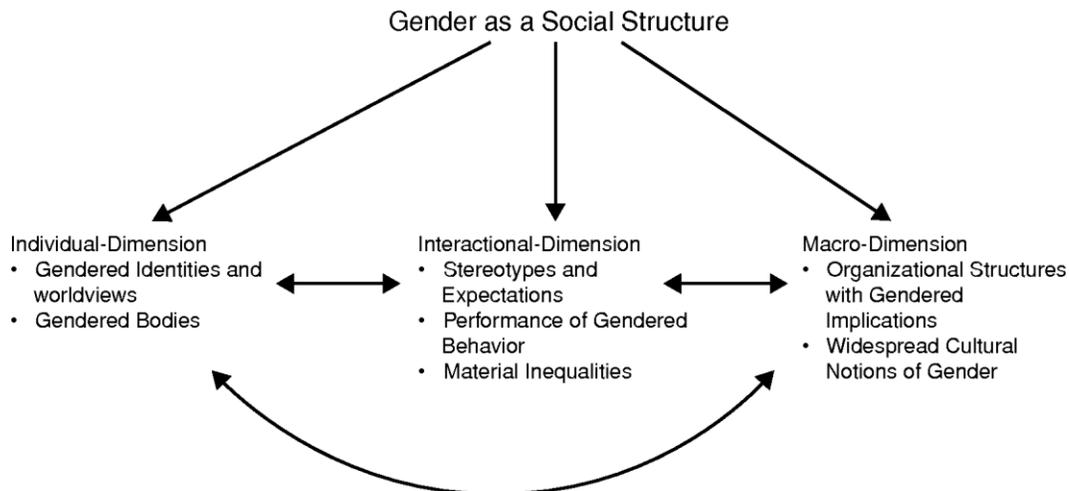 Gender as a Social Structure
Individual-Dimension
• Gendered Identities and
worldviews
• Gendered Bodies
Interactional-Dimension
• Stereotypes and
Expectations
• Performance of Gendered
Behavior
• Material Inequalities
Macro-Dimension
• Organizational Structures
with Gendered
Implications
• Widespread Cultural
Notions of Gender